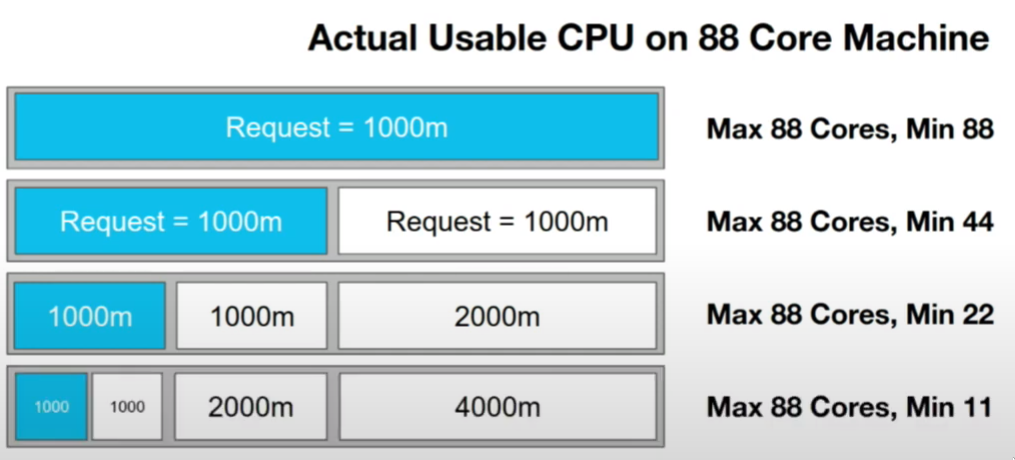 Actual Usable CPU on 88 Core Machine
Request = 1000m
Max 88 Cores, Min 88
Request = 1000m Request = 1000m
Max 88 Cores, Min 44
1000m 1000m 2000m
Max 88 Cores, Min 22
1000 1000 2000m 4000m
Max 88 Cores, Min 11